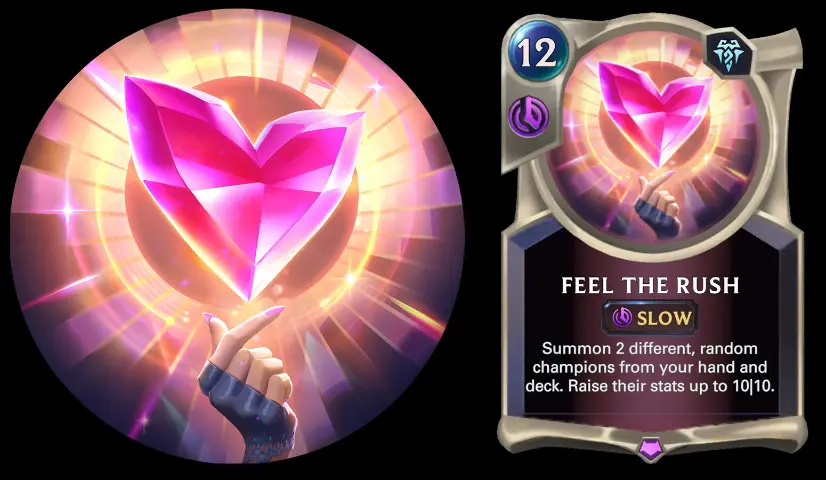 12
FEEL THE RUSH
SLOW
Summon 2 different, random
champions from your hand and
deck. Raise their stats up to 10|10.